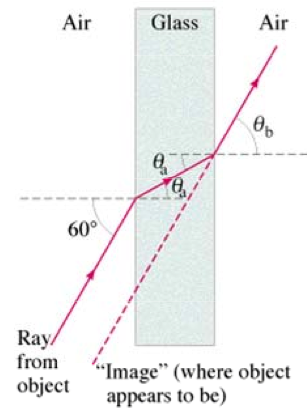 Air Glass Air
θb
θa
θa
60°
Ray
from
object
“Image” (where object
appears to be)